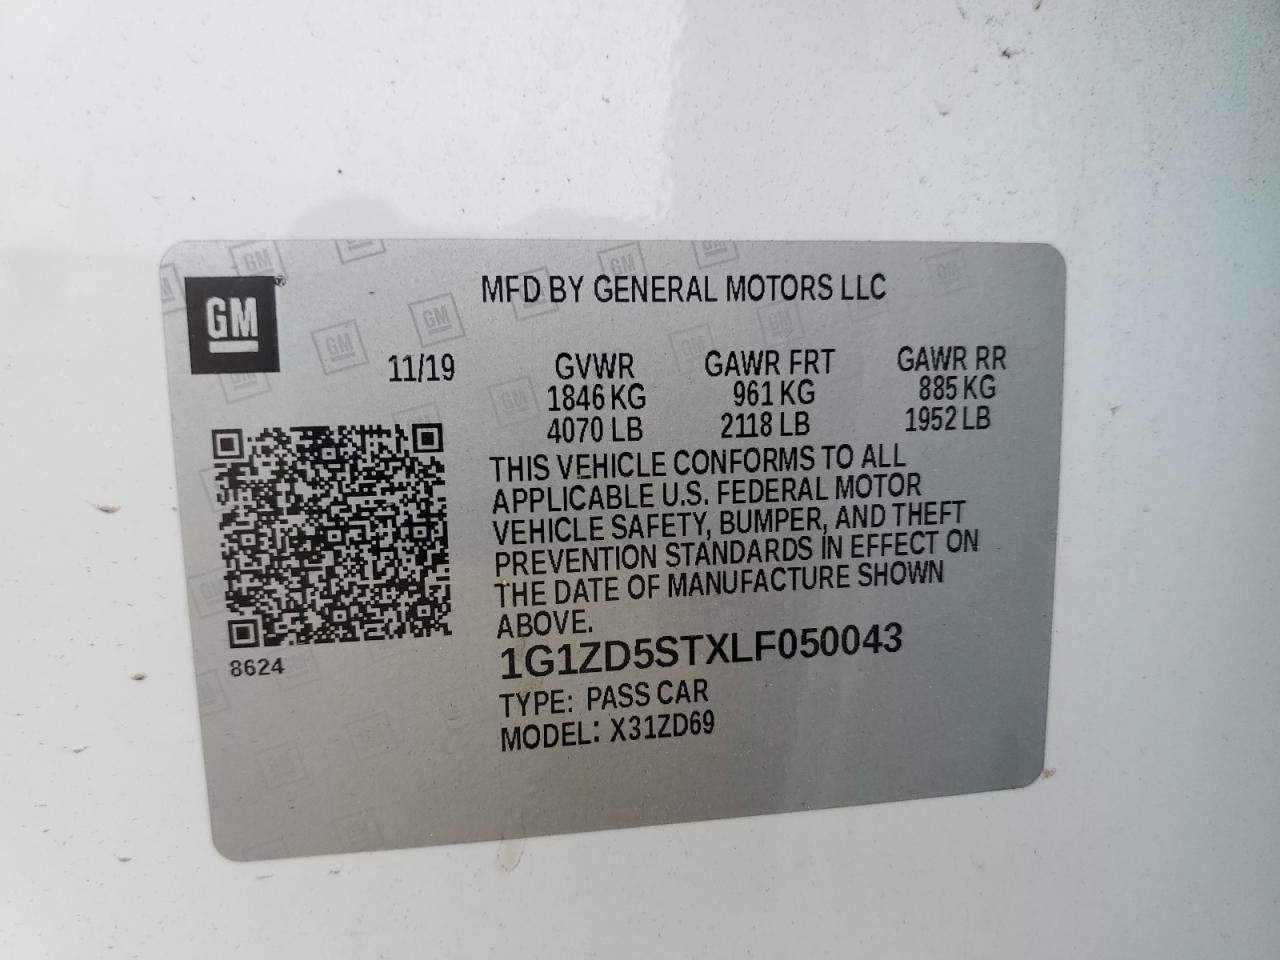 GM®
MFD BY GENERAL MOTORS LLC
11/19 GVWR GAWR FRT GAWR RR
1846 KG 961 KG 885 KG
4070 LB 2118 LB 1952 LB
THIS VEHICLE CONFORMS TO ALL
APPLICABLE U.S. FEDERAL MOTOR
VEHICLE SAFETY, BUMPER, AND THEFT
PREVENTION STANDARDS IN EFFECT ON
THE DATE OF MANUFACTURE SHOWN
ABOVE.
8624
1G1ZD5STXLF050043
TYPE: PASS CAR
MODEL: X31ZD69